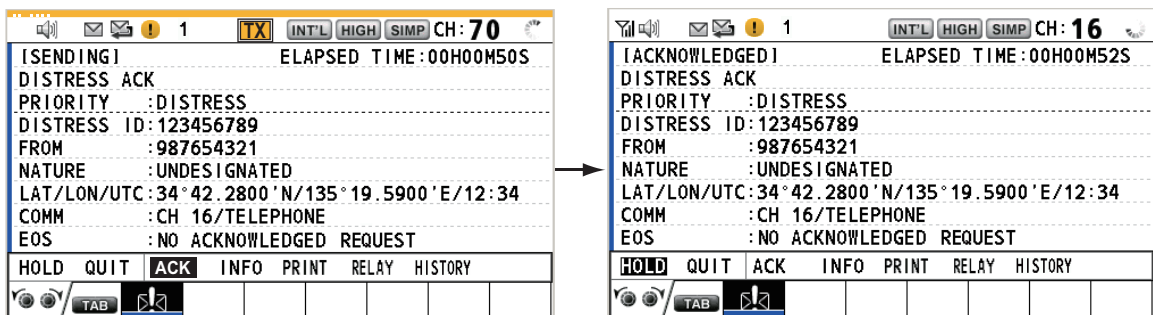 1 TX INT'L HIGH SIMP CH: 70
[SENDING] ELAPSED TIME:00H00M50S
DISTRESS ACK
PRIORITY :DISTRESS
DISTRESS ID:123456789
FROM :987654321
NATURE :UNDESIGNATED
LAT/LON/UTC:34°42.2800'N/135°19.5900'E/12:34
COMM :CH 16/TELEPHONE
EOS :NO ACKNOWLEDGED REQUEST
HOLD QUIT ACK INFO PRINT RELAY HISTORY
TAB
1 INT'L HIGH SIMP CH: 16
[ACKNOWLEDGED] ELAPSED TIME:00H00M52S
DISTRESS ACK
PRIORITY :DISTRESS
DISTRESS ID:123456789
FROM :987654321
NATURE :UNDESIGNATED
LAT/LON/UTC:34°42.2800'N/135°19.5900'E/12:34
COMM :CH 16/TELEPHONE
EOS :NO ACKNOWLEDGED REQUEST
HOLD QUIT ACK INFO PRINT RELAY HISTORY
TAB